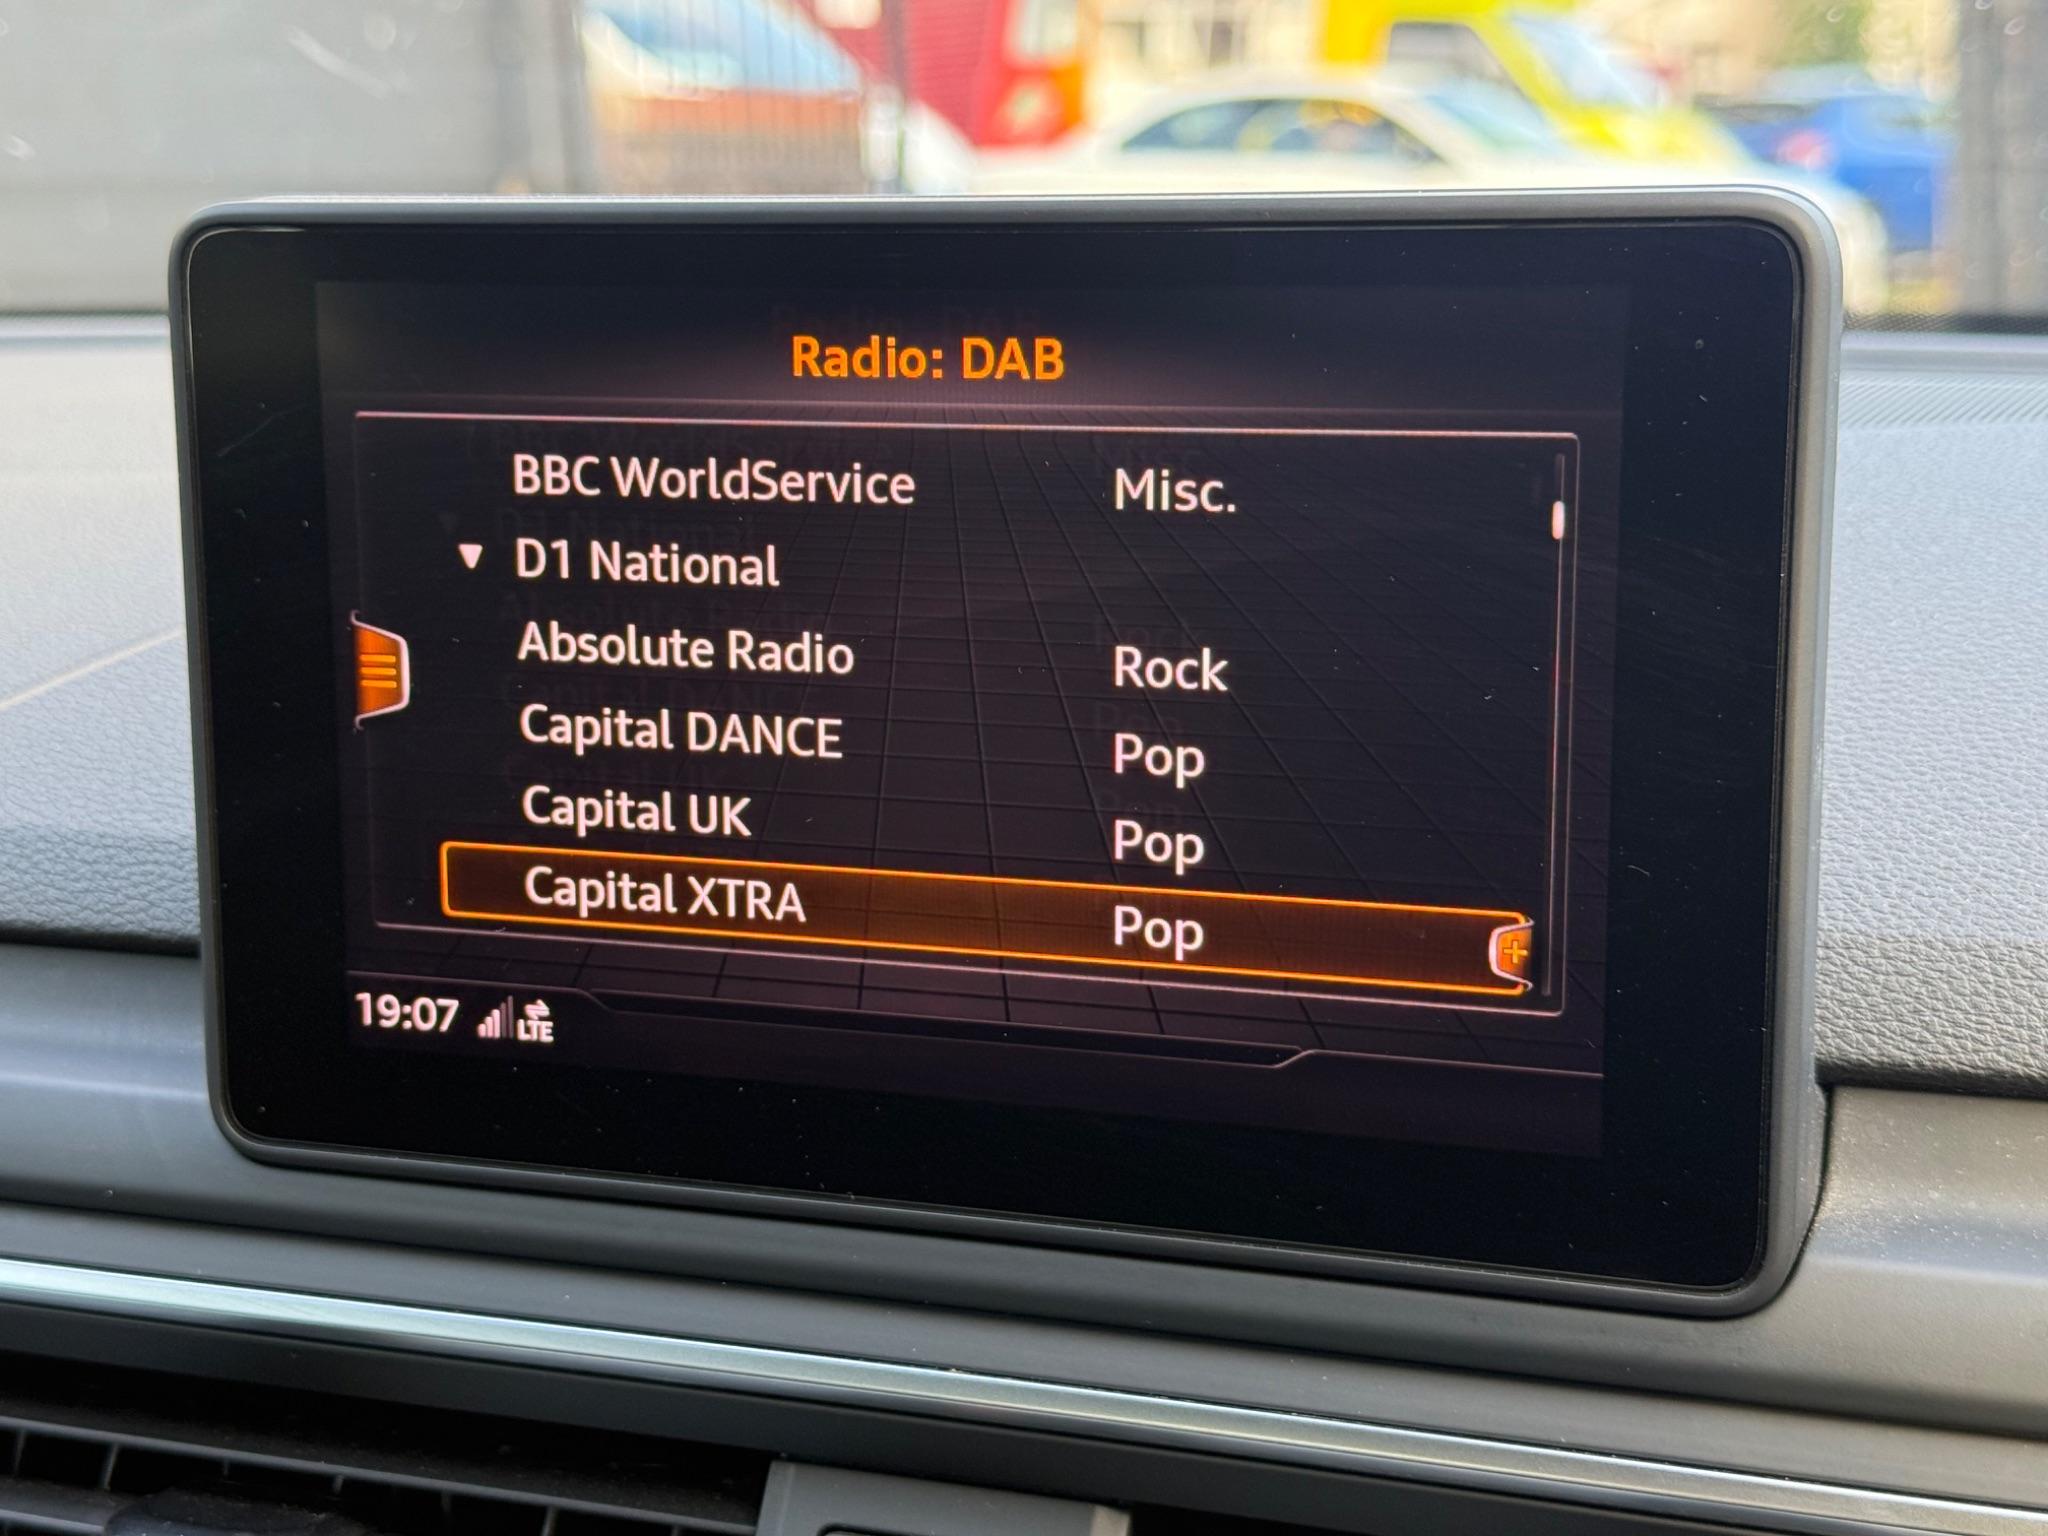 Radio: DAB
BBC WorldService Misc.
D1 National
Absolute Radio Rock
Capital DANCE Pop
Capital UK Pop
Capital XTRA Pop
19:07 LTE